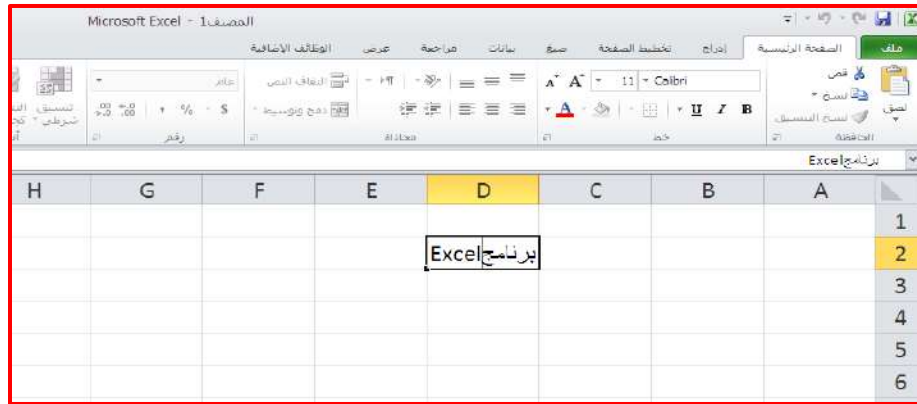 المصنف1 - Microsoft Excel
ملف الصفحة الرئيسية إدراج تخطيط الصفحة صيغ بيانات مراجعة عرض الوظائف الإضافية
لصق
قص
نسخ
نسخ التنسيق
الحافظة
Calibri 11 A A
B I U A
خط
التفاف النص
دمج وتوسيط
محاذاة
عام
$ % ,
رقم
تنسيق
شرطي
برنامجExcel
A B C D E F G H
1
2 برنامجExcel
3
4
5
6